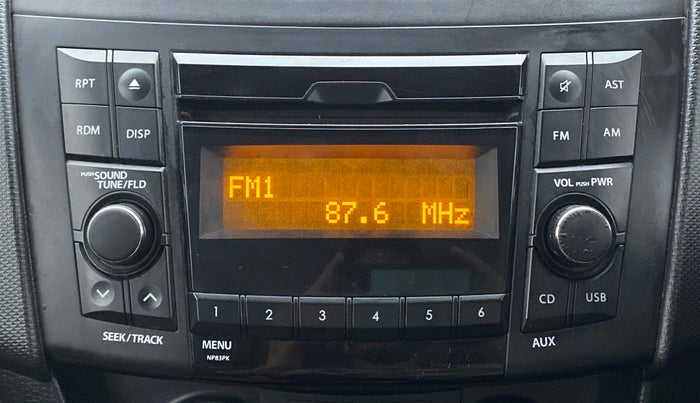 RPT
RDM
DISP
PUSH SOUND
TUNE/FLD
SEEK/TRACK
FM1
87.6 MHz
1 2 3 4 5 6
MENU
NP83PK
AST
FM
AM
VOL PUSH PWR
CD
USB
AUX